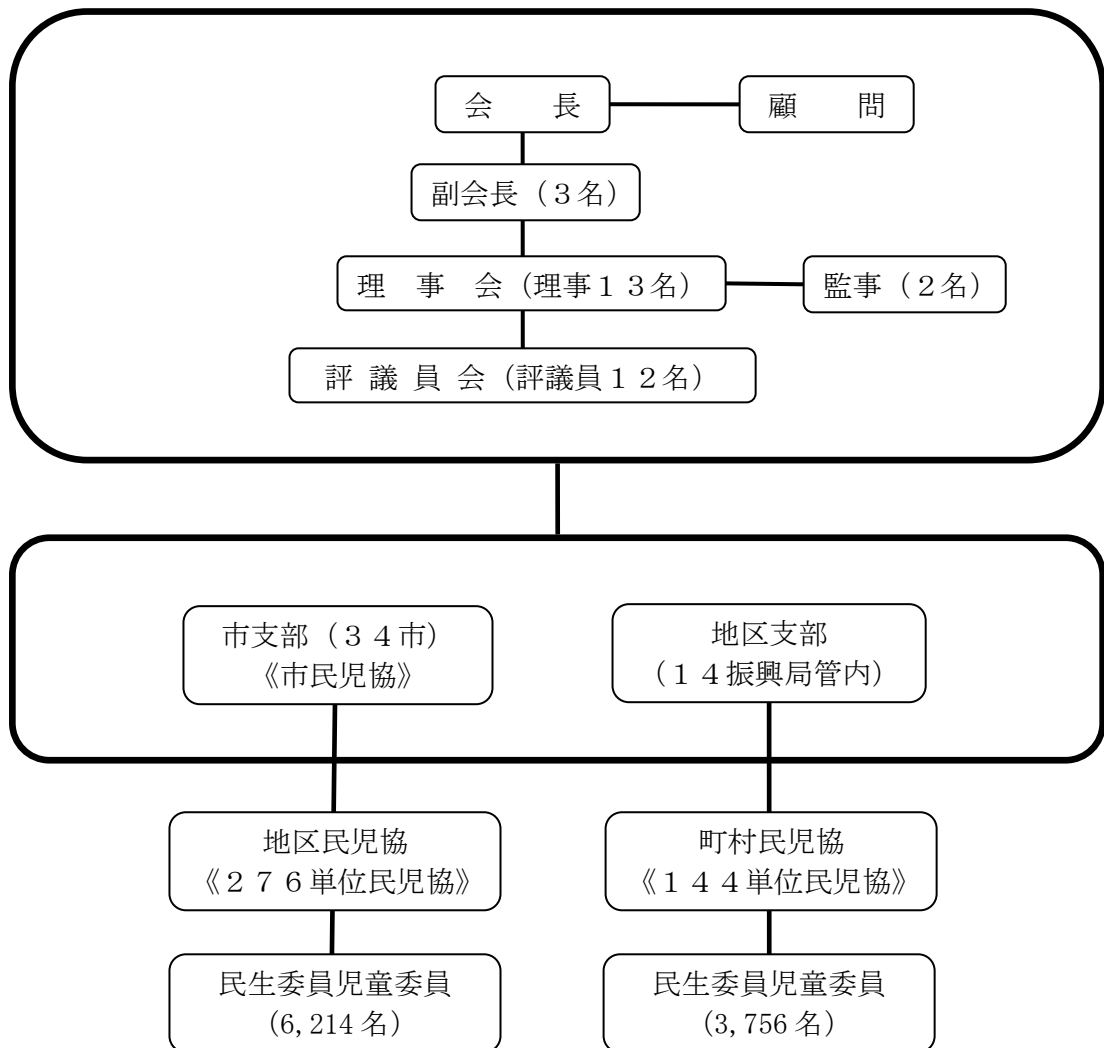 会　　長
顧　　問
副会長（３名）
理　事　会（理事１３名）
監事（２名）
評 議 員 会（評議員１２名）
市支部（３４市）
《市民児協》
地区支部
（１４振興局管内）
地区民児協
《２７６単位民児協》
町村民児協
《１４４単位民児協》
民生委員児童委員
(6,214 名)
民生委員児童委員
(3,756 名)